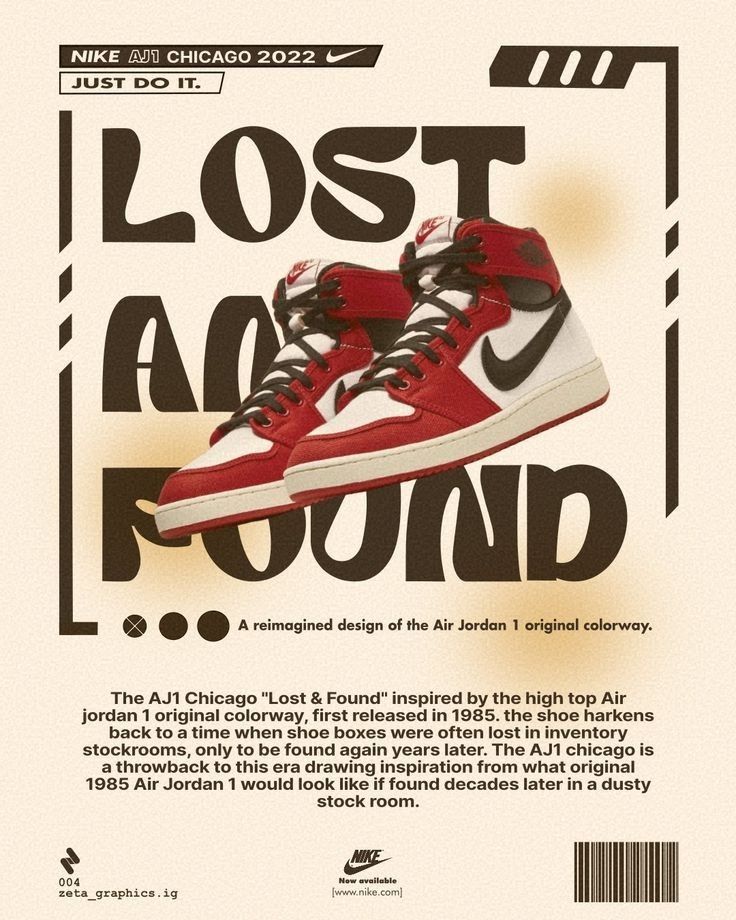 NIKE AJ1 CHICAGO 2022
JUST DO IT.
LOST
AN
FOUND
NIKE
NIKE
A reimagined design of the Air Jordan 1 original colorway.
The AJ1 Chicago "Lost & Found" inspired by the high top Air
jordan 1 original colorway, first released in 1985. the shoe harkens
back to a time when shoe boxes were often lost in inventory
stockrooms, only to be found again years later. The AJ1 chicago is
a throwback to this era drawing inspiration from what original
1985 Air Jordan 1 would look like if found decades later in a dusty
stock room.
004
zeta_graphics.ig
NIKE
Now available
[www.nike.com]